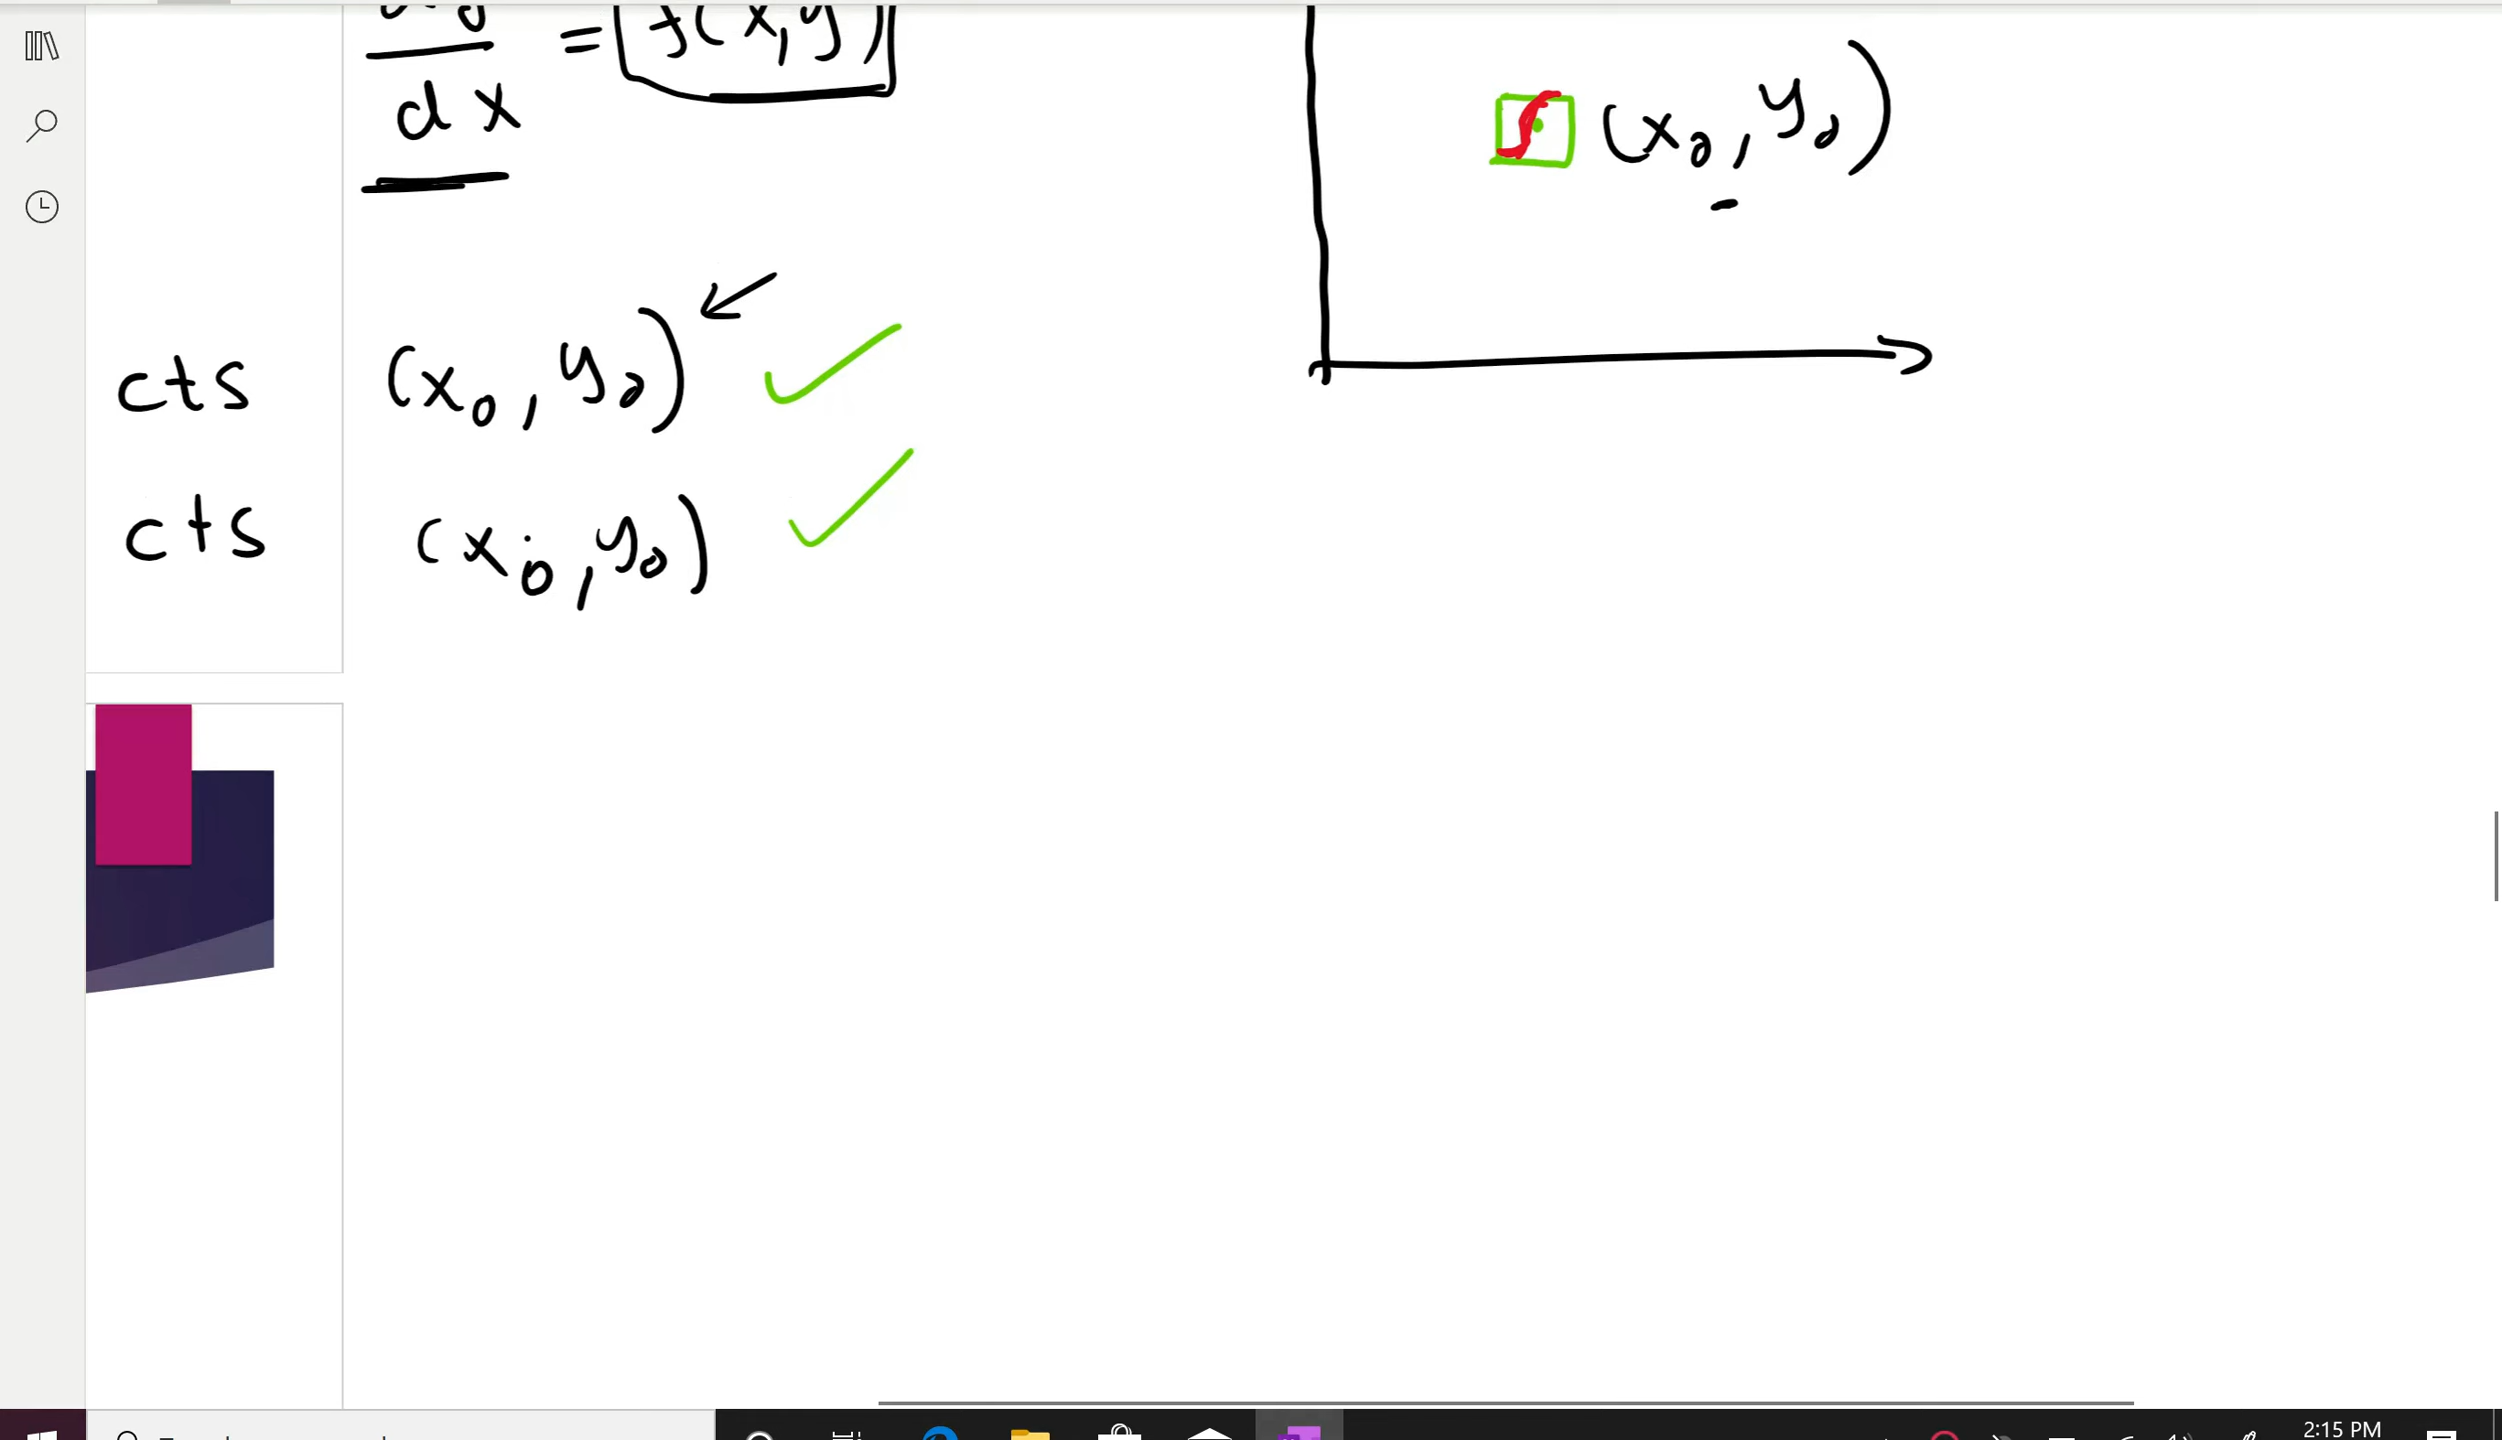 = f(x,y)
dx
(x₀, y₀)
cts (x₀, y₀)
cts (x₀, y₀)
2:15 PM